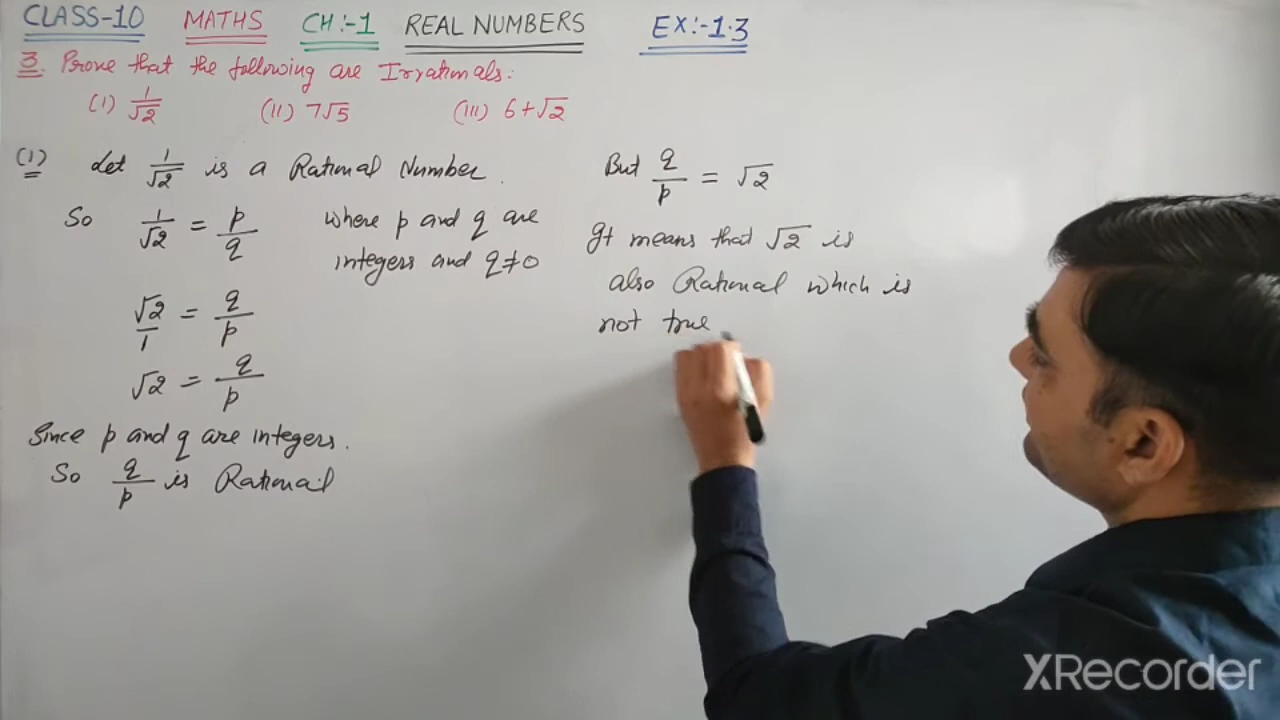 CLASS-10 MATHS CH:-1 REAL NUMBERS EX:-1.3
3. Prove that the following are Irrationals:
(I) 1/√2 (II) 7√5 (III) 6+√2
(1) Let 1/√2 is a Rational Number.
So 1/√2 = p/q where p and q are
integers and q≠0
√2/1 = q/p
√2 = q/p
Since p and q are integers.
So q/p is Rational
But q/p = √2
It means that √2 is
also Rational which is
not true
XRecorder